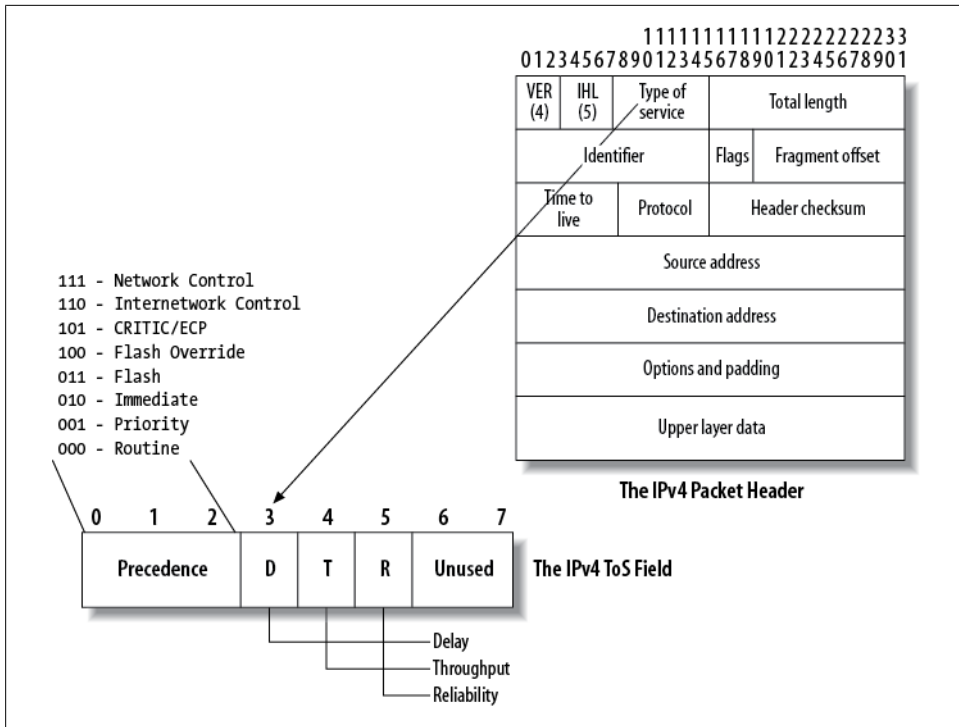 1111111111222222222233
01234567890123456789012345678901
VER (4)
IHL (5)
Type of service
Total length
Identifier
Flags
Fragment offset
Time to live
Protocol
Header checksum
Source address
Destination address
Options and padding
Upper layer data
The IPv4 Packet Header
111 - Network Control
110 - Internetwork Control
101 - CRITIC/ECP
100 - Flash Override
011 - Flash
010 - Immediate
001 - Priority
000 - Routine
0 1 2 3 4 5 6 7
Precedence D T R Unused
The IPv4 ToS Field
Delay
Throughput
Reliability